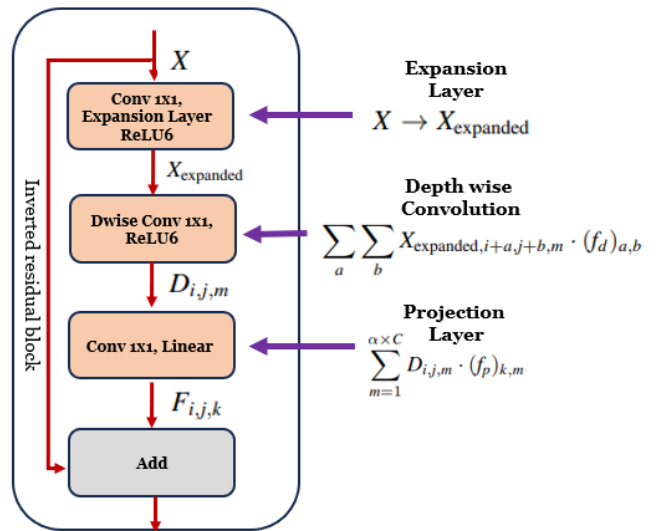 X
Conv 1x1,
Expansion Layer
ReLU6
X_expanded
Dwise Conv 1x1,
ReLU6
D_{i,j,m}
Conv 1x1, Linear
F_{i,j,k}
Add
Inverted residual block
Expansion
Layer
X → X_expanded
Depth wise
Convolution
∑_a ∑_b X_{expanded,i+a,j+b,m} · (f_d)_{a,b}
Projection
Layer
∑_{m=1}^{α×C} D_{i,j,m} · (f_p)_{k,m}